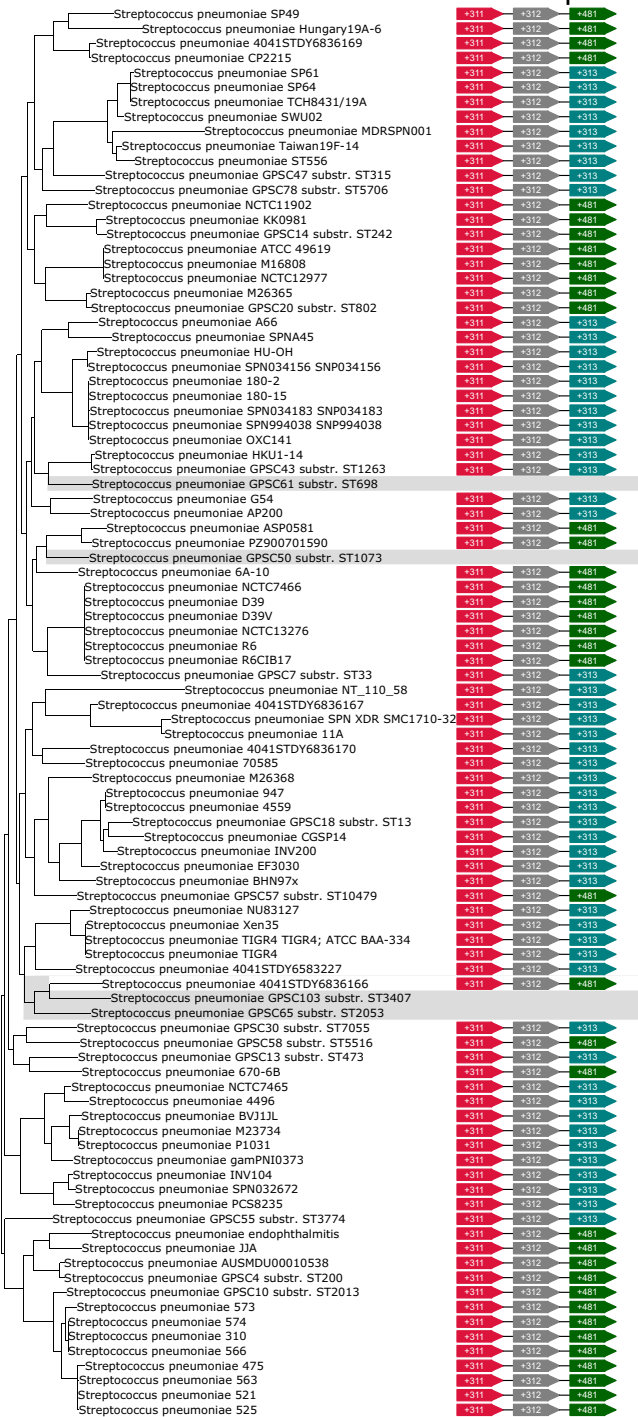 Streptococcus pneumoniae SP49 +311 +312 +481
Streptococcus pneumoniae Hungary19A-6 +311 +312 +481
Streptococcus pneumoniae 4041STDY6836169 +311 +312 +481
Streptococcus pneumoniae CP2215 +311 +312 +481
Streptococcus pneumoniae SP61 +311 +312 +313
Streptococcus pneumoniae SP64 +311 +312 +313
Streptococcus pneumoniae TCH8431/19A +311 +312 +313
Streptococcus pneumoniae SWU02 +311 +312 +313
Streptococcus pneumoniae MDRSPN001 +311 +312 +313
Streptococcus pneumoniae Taiwan19F-14 +311 +312 +313
Streptococcus pneumoniae ST556 +311 +312 +313
Streptococcus pneumoniae GPSC47 substr. ST315 +311 +312 +313
Streptococcus pneumoniae GPSC78 substr. ST5706 +311 +312 +313
Streptococcus pneumoniae NCTC11902 +311 +312 +481
Streptococcus pneumoniae KK0981 +311 +312 +481
Streptococcus pneumoniae GPSC14 substr. ST242 +311 +312 +481
Streptococcus pneumoniae ATCC 49619 +311 +312 +481
Streptococcus pneumoniae M16808 +311 +312 +481
Streptococcus pneumoniae NCTC12977 +311 +312 +481
Streptococcus pneumoniae M26365 +311 +312 +481
Streptococcus pneumoniae GPSC20 substr. ST802 +311 +312 +481
Streptococcus pneumoniae A66 +311 +312 +313
Streptococcus pneumoniae SPNA45 +311 +312 +313
Streptococcus pneumoniae HU-OH +311 +312 +313
Streptococcus pneumoniae SPN034156 SNP034156 +311 +312 +313
Streptococcus pneumoniae 180-2 +311 +312 +313
Streptococcus pneumoniae 180-15 +311 +312 +313
Streptococcus pneumoniae SPN034183 SNP034183 +311 +312 +313
Streptococcus pneumoniae SPN994038 SNP994038 +311 +312 +313
Streptococcus pneumoniae OXC141 +311 +312 +313
Streptococcus pneumoniae HKU1-14 +311 +312 +313
Streptococcus pneumoniae GPSC43 substr. ST1263 +311 +312 +313
Streptococcus pneumoniae GPSC61 substr. ST698
Streptococcus pneumoniae G54 +311 +312 +313
Streptococcus pneumoniae AP200 +311 +312 +313
Streptococcus pneumoniae ASP0581 +311 +312 +481
Streptococcus pneumoniae PZ900701590 +311 +312 +481
Streptococcus pneumoniae GPSC50 substr. ST1073
Streptococcus pneumoniae 6A-10 +311 +312 +481
Streptococcus pneumoniae NCTC7466 +311 +312 +481
Streptococcus pneumoniae D39 +311 +312 +481
Streptococcus pneumoniae D39V +311 +312 +481
Streptococcus pneumoniae NCTC13276 +311 +312 +481
Streptococcus pneumoniae R6 +311 +312 +481
Streptococcus pneumoniae R6CIB17 +311 +312 +481
Streptococcus pneumoniae GPSC7 substr. ST33 +311 +312 +313
Streptococcus pneumoniae NT_110_58 +311 +312 +313
Streptococcus pneumoniae 4041STDY6836167 +311 +312 +313
Streptococcus pneumoniae SPN XDR SMC1710-32 +311 +312 +313
Streptococcus pneumoniae 11A +311 +312 +313
Streptococcus pneumoniae 4041STDY6836170 +311 +312 +313
Streptococcus pneumoniae 70585 +311 +312 +313
Streptococcus pneumoniae M26368 +311 +312 +313
Streptococcus pneumoniae 947 +311 +312 +313
Streptococcus pneumoniae 4559 +311 +312 +313
Streptococcus pneumoniae GPSC18 substr. ST13 +311 +312 +313
Streptococcus pneumoniae CGSP14 +311 +312 +313
Streptococcus pneumoniae INV200 +311 +312 +313
Streptococcus pneumoniae EF3030 +311 +312 +313
Streptococcus pneumoniae BHN97x +311 +312 +313
Streptococcus pneumoniae GPSC57 substr. ST10479 +311 +312 +481
Streptococcus pneumoniae NU83127 +311 +312 +313
Streptococcus pneumoniae Xen35 +311 +312 +313
Streptococcus pneumoniae TIGR4 TIGR4; ATCC BAA-334 +311 +312 +313
Streptococcus pneumoniae TIGR4 +311 +312 +313
Streptococcus pneumoniae 4041STDY6583227 +311 +312 +313
Streptococcus pneumoniae 4041STDY6836166 +311 +312 +481
Streptococcus pneumoniae GPSC103 substr. ST3407
Streptococcus pneumoniae GPSC65 substr. ST2053
Streptococcus pneumoniae GPSC30 substr. ST7055 +311 +312 +313
Streptococcus pneumoniae GPSC58 substr. ST5516 +311 +312 +481
Streptococcus pneumoniae GPSC13 substr. ST473 +311 +312 +313
Streptococcus pneumoniae 670-6B +311 +312 +481
Streptococcus pneumoniae NCTC7465 +311 +312 +313
Streptococcus pneumoniae 4496 +311 +312 +313
Streptococcus pneumoniae BVJ1JL +311 +312 +313
Streptococcus pneumoniae M23734 +311 +312 +313
Streptococcus pneumoniae P1031 +311 +312 +313
Streptococcus pneumoniae gamPNI0373 +311 +312 +313
Streptococcus pneumoniae INV104 +311 +312 +313
Streptococcus pneumoniae SPN032672 +311 +312 +313
Streptococcus pneumoniae PCS8235 +311 +312 +313
Streptococcus pneumoniae GPSC55 substr. ST3774 +311 +312 +313
Streptococcus pneumoniae endophthalmitis +311 +312 +481
Streptococcus pneumoniae JJA +311 +312 +481
Streptococcus pneumoniae AUSMDU00010538 +311 +312 +481
Streptococcus pneumoniae GPSC4 substr. ST200 +311 +312 +481
Streptococcus pneumoniae GPSC10 substr. ST2013 +311 +312 +481
Streptococcus pneumoniae 573 +311 +312 +481
Streptococcus pneumoniae 574 +311 +312 +481
Streptococcus pneumoniae 310 +311 +312 +481
Streptococcus pneumoniae 566 +311 +312 +481
Streptococcus pneumoniae 475 +311 +312 +481
Streptococcus pneumoniae 563 +311 +312 +481
Streptococcus pneumoniae 521 +311 +312 +481
Streptococcus pneumoniae 525 +311 +312 +481